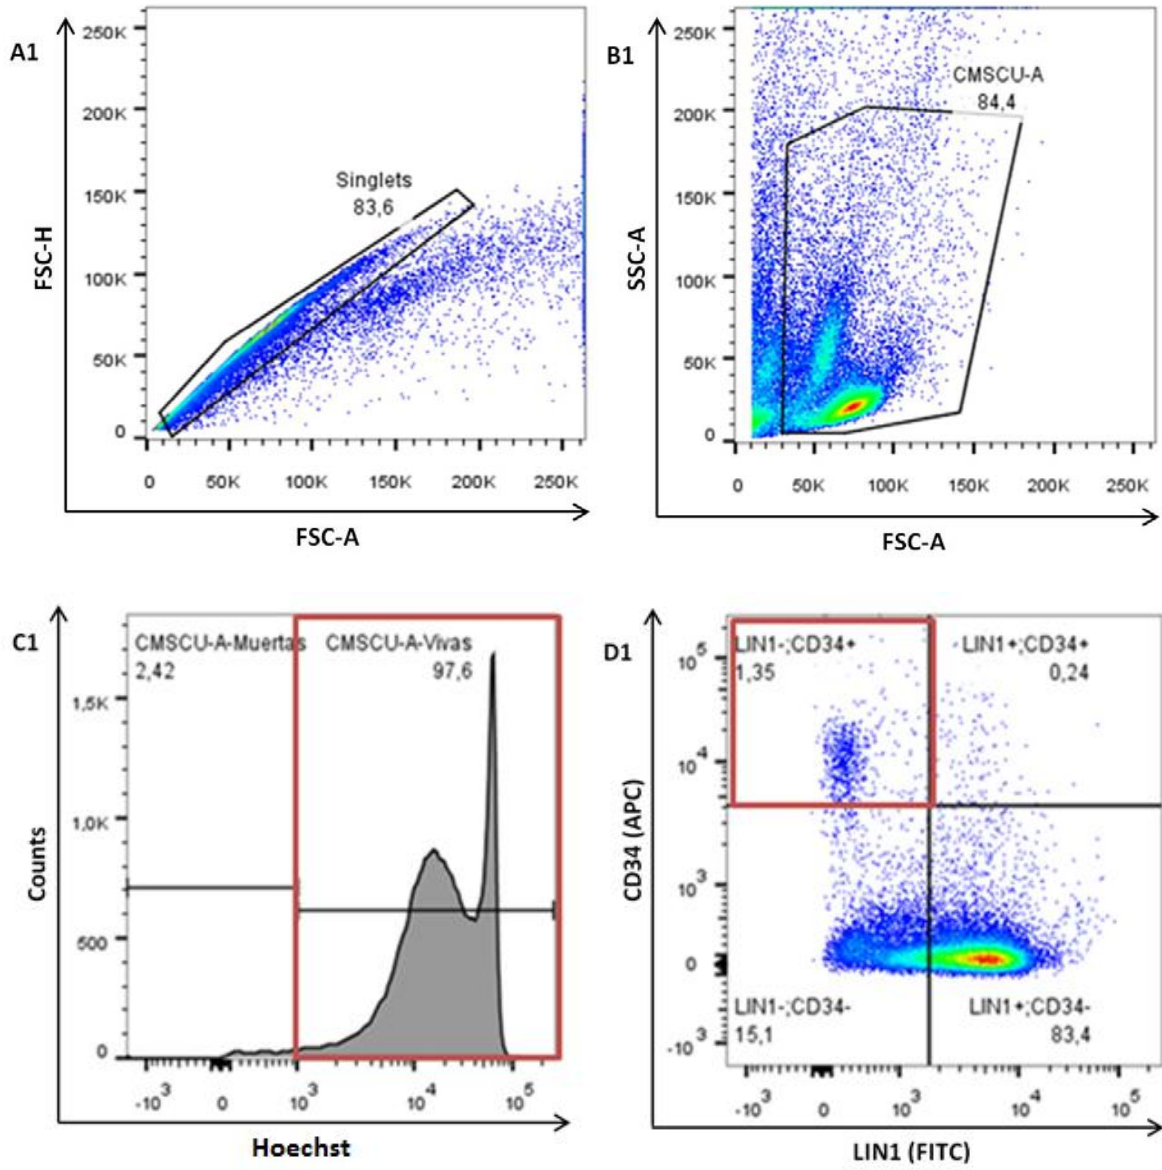 A1
250K
200K
150K
100K
50K
0
FSC-H
Singlets
83,6
0 50K 100K 150K 200K 250K
FSC-A
B1
250K
200K
150K
100K
50K
0
SSC-A
CMSCU-A
84,4
0 50K 100K 150K 200K 250K
FSC-A
C1
CMSCU-A-Muertas
2,42
CMSCU-A-Vivas
97,6
1,5K
1,0K
500
0
Counts
-10³ 0 10³ 10⁴ 10⁵
Hoechst
D1
LIN1-;CD34+
1,35
LIN1+;CD34+
0,24
10⁵
10⁴
10³
0
-10³
CD34 (APC)
LIN1-;CD34-
15,1
LIN1+;CD34-
83,4
-10³ 0 10³ 10⁴ 10⁵
LIN1 (FITC)